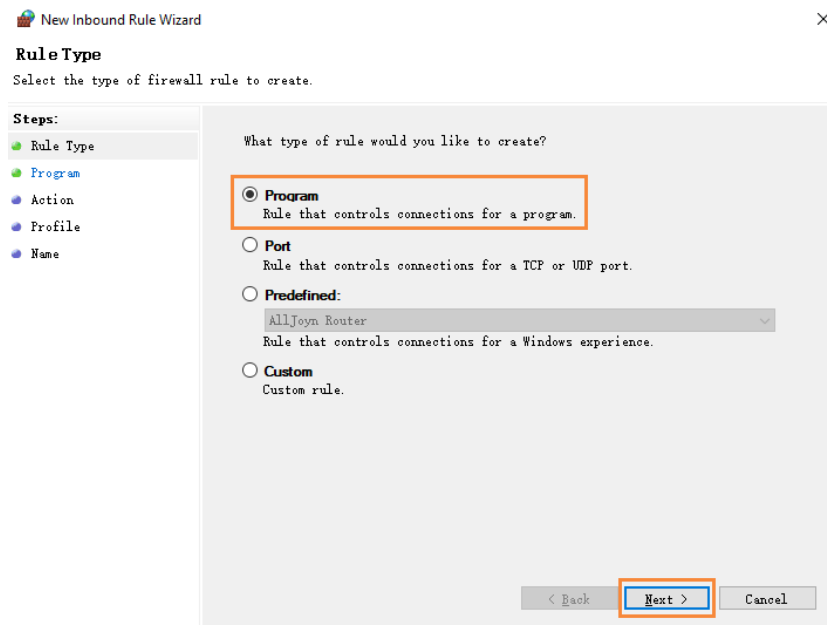 New Inbound Rule Wizard
Rule Type
Select the type of firewall rule to create.
Steps:
Rule Type
Program
Action
Profile
Name
What type of rule would you like to create?
Program
Rule that controls connections for a program.
Port
Rule that controls connections for a TCP or UDP port.
Predefined:
AllJoyn Router
Rule that controls connections for a Windows experience.
Custom
Custom rule.
< Back Next > Cancel